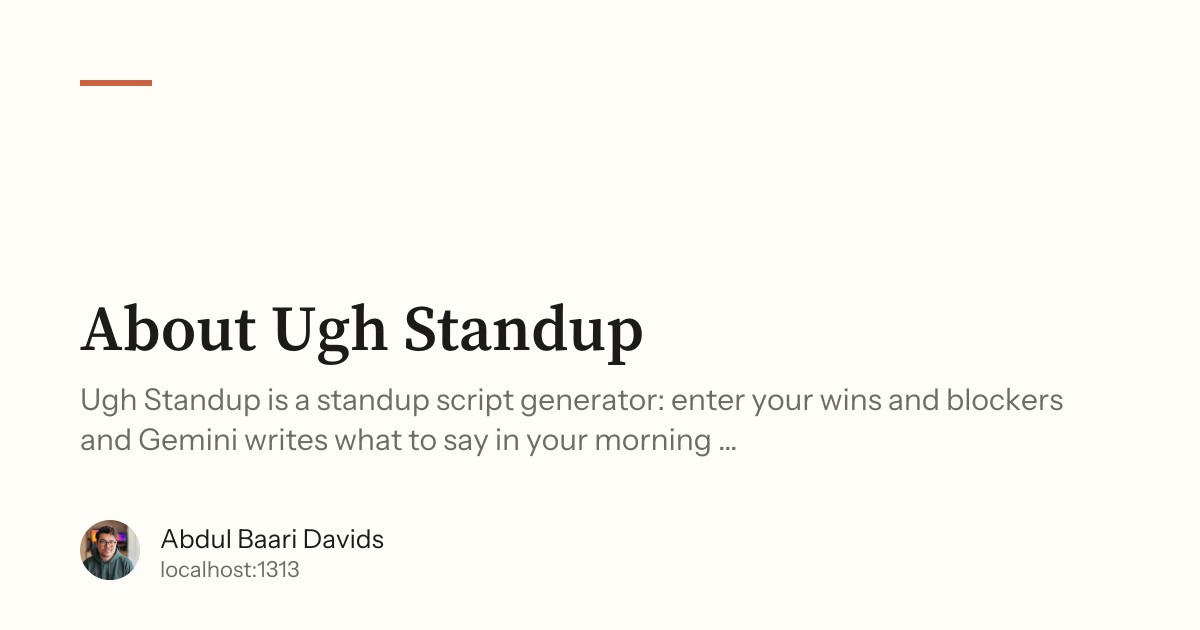 About Ugh Standup
Ugh Standup is a standup script generator: enter your wins and blockers
and Gemini writes what to say in your morning ...
Abdul Baari Davids
localhost:1313